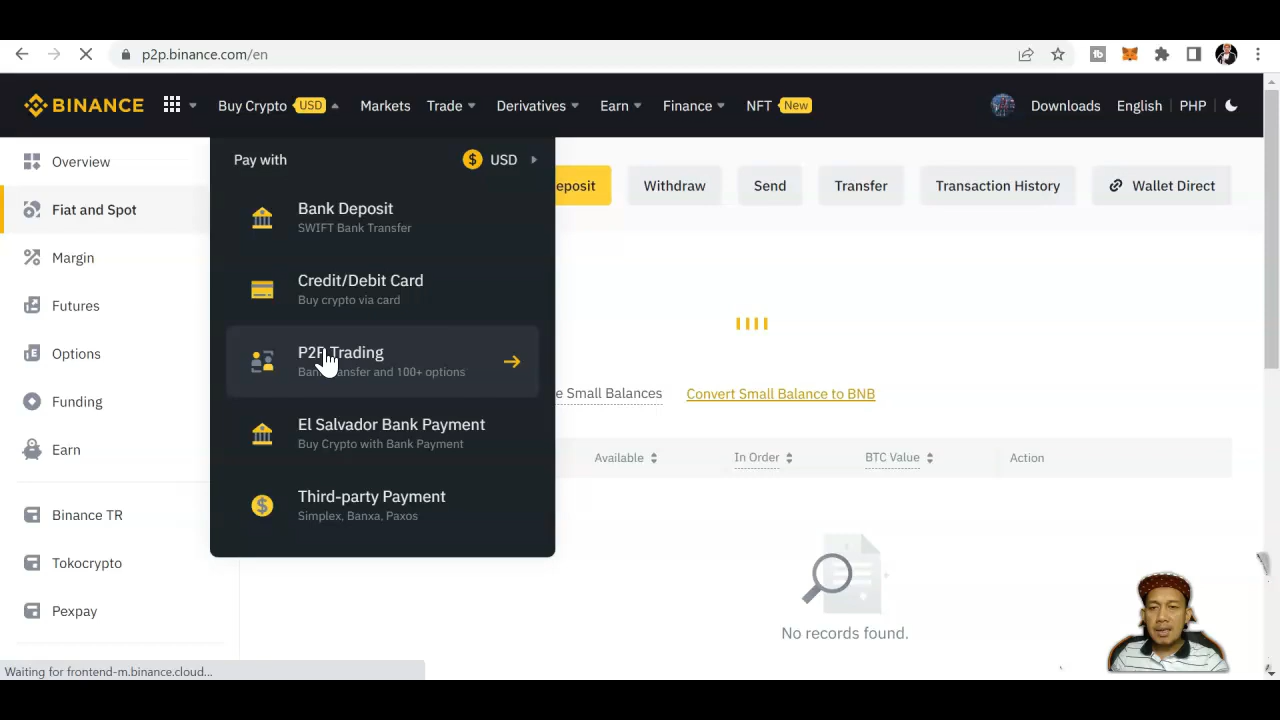 p2p.binance.com/en
BINANCE
Buy Crypto USD
Markets
Trade
Derivatives
Earn
Finance
NFT New
Downloads
English
PHP
Overview
Fiat and Spot
Margin
Futures
Options
Funding
Earn
Binance TR
Tokocrypto
Pexpay
Pay with
$ USD
Bank Deposit
SWIFT Bank Transfer
Credit/Debit Card
Buy crypto via card
P2P Trading
Bank Transfer and 100+ options
El Salvador Bank Payment
Buy Crypto with Bank Payment
Third-party Payment
Simplex, Banxa, Paxos
eposit
Withdraw
Send
Transfer
Transaction History
Wallet Direct
e Small Balances
Convert Small Balance to BNB
Available
In Order
BTC Value
Action
No records found.
Waiting for frontend-m.binance.cloud...